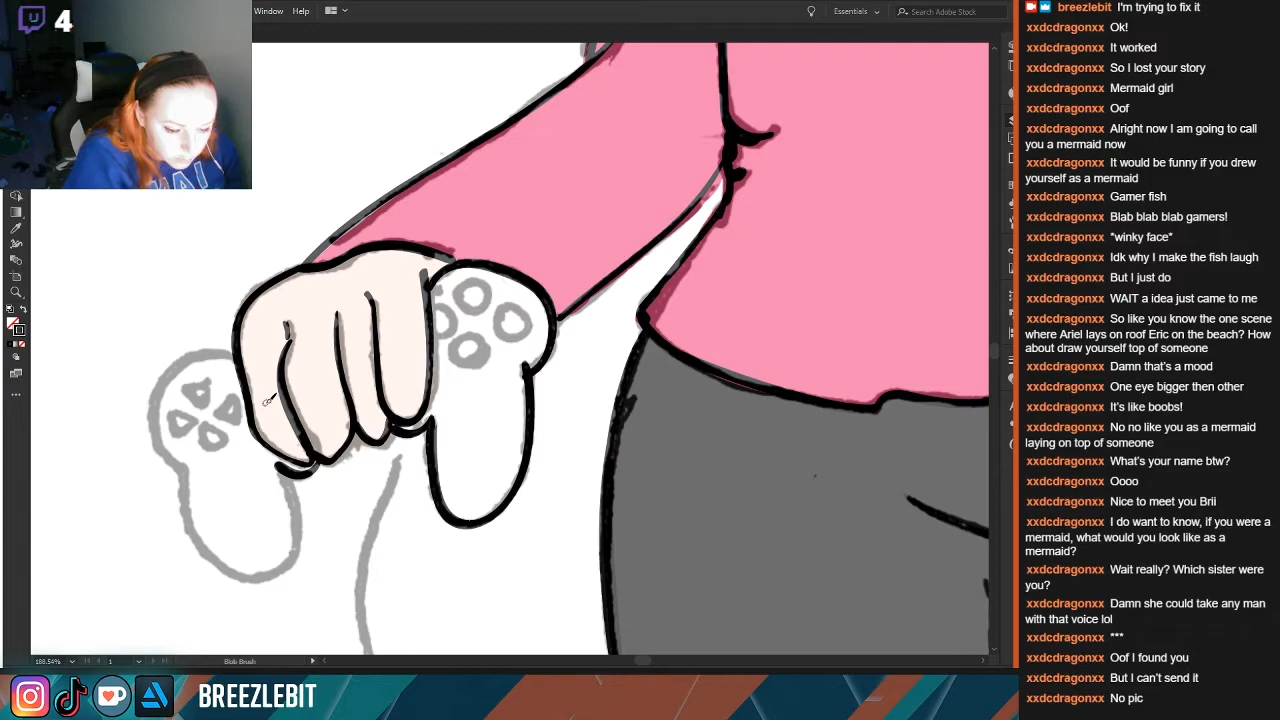 4
Window Help
Essentials
Search Adobe Stock
188.54%
1
Blob Brush
BREEZLEBIT
breezlebit I'm trying to fix it
xxdcdragonxx Ok!
xxdcdragonxx It worked
xxdcdragonxx So I lost your story
xxdcdragonxx Mermaid girl
xxdcdragonxx Oof
xxdcdragonxx Alright now I am going to call
you a mermaid now
xxdcdragonxx It would be funny if you drew
yourself as a mermaid
xxdcdragonxx Gamer fish
xxdcdragonxx Blab blab blab gamers!
xxdcdragonxx *winky face*
xxdcdragonxx Idk why I make the fish laugh
xxdcdragonxx But I just do
xxdcdragonxx WAIT a idea just came to me
xxdcdragonxx So like you know the one scene
where Ariel lays on roof Eric on the beach? How
about draw yourself top of someone
xxdcdragonxx Damn that's a mood
xxdcdragonxx One eye bigger then other
xxdcdragonxx It's like boobs!
xxdcdragonxx No no like you as a mermaid
laying on top of someone
xxdcdragonxx What's your name btw?
xxdcdragonxx Oooo
xxdcdragonxx Nice to meet you Brii
xxdcdragonxx I do want to know, if you were a
mermaid, what would you look like as a
mermaid?
xxdcdragonxx Wait really? Which sister were
you?
xxdcdragonxx Damn she could take any man
with that voice lol
xxdcdragonxx ***
xxdcdragonxx Oof I found you
xxdcdragonxx But I can't send it
xxdcdragonxx No pic